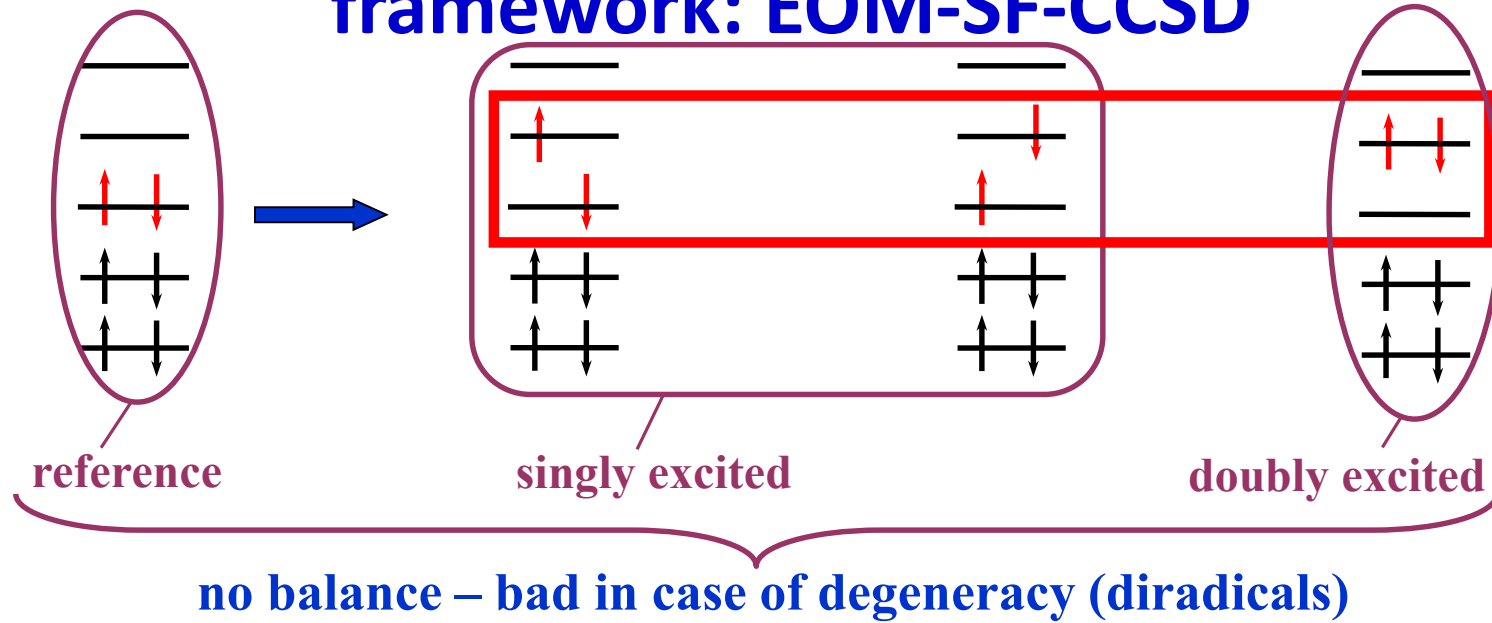 framework: EOM-SF-CCSD
reference
singly excited
doubly excited
no balance – bad in case of degeneracy (diradicals)